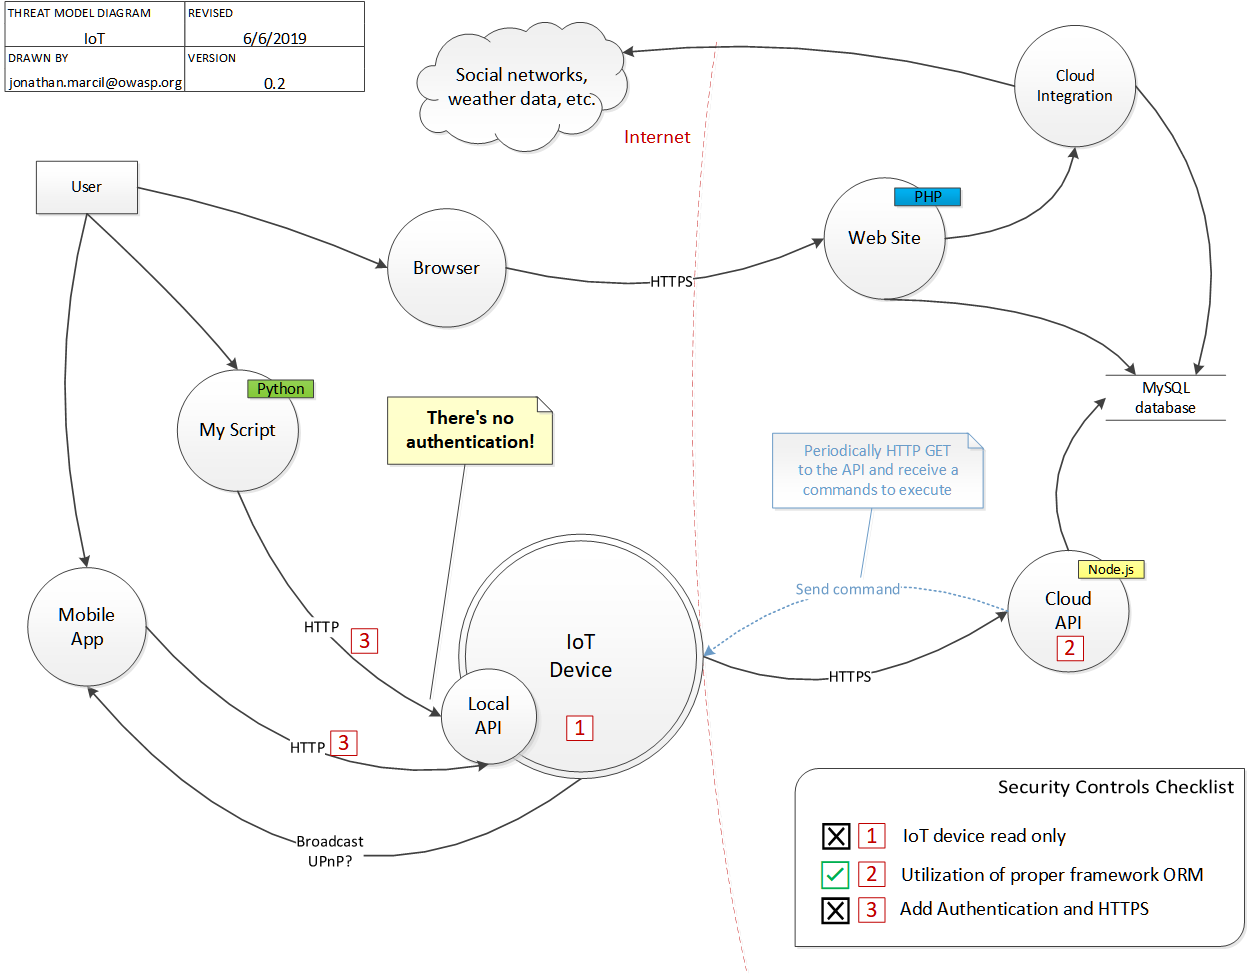 THREAT MODEL DIAGRAM
IoT
REVISED
6/6/2019
DRAWN BY
jonathan.marcil@owasp.org
VERSION
0.2
Social networks,
weather data, etc.
Internet
Cloud
Integration
User
PHP
Web Site
Browser
HTTPS
Python
My Script
There's no
authentication!
MySQL
database
Periodically HTTP GET
to the API and receive a
commands to execute
Send command
Node.js
Cloud
API
2
Mobile
App
HTTP
3
IoT
Device
HTTPS
Local
API
1
HTTP
3
Broadcast
UPnP?
Security Controls Checklist
1 IoT device read only
2 Utilization of proper framework ORM
3 Add Authentication and HTTPS